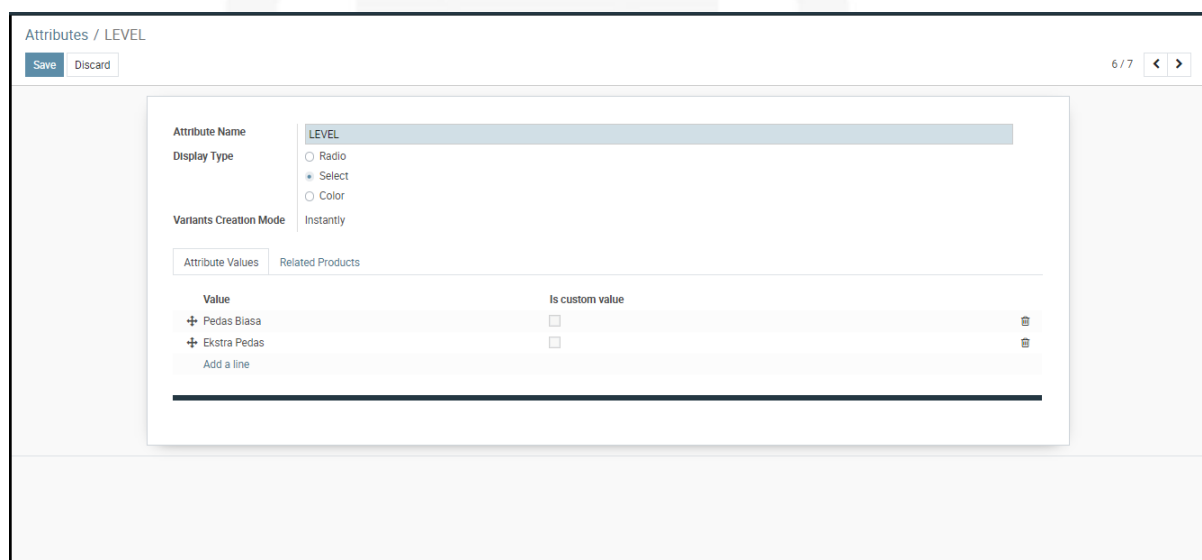 Attributes / LEVEL
Save Discard 6 / 7
Attribute Name LEVEL
Display Type Radio
Select
Color
Variants Creation Mode Instantly
Attribute Values Related Products
Value Is custom value
Pedas Biasa
Ekstra Pedas
Add a line